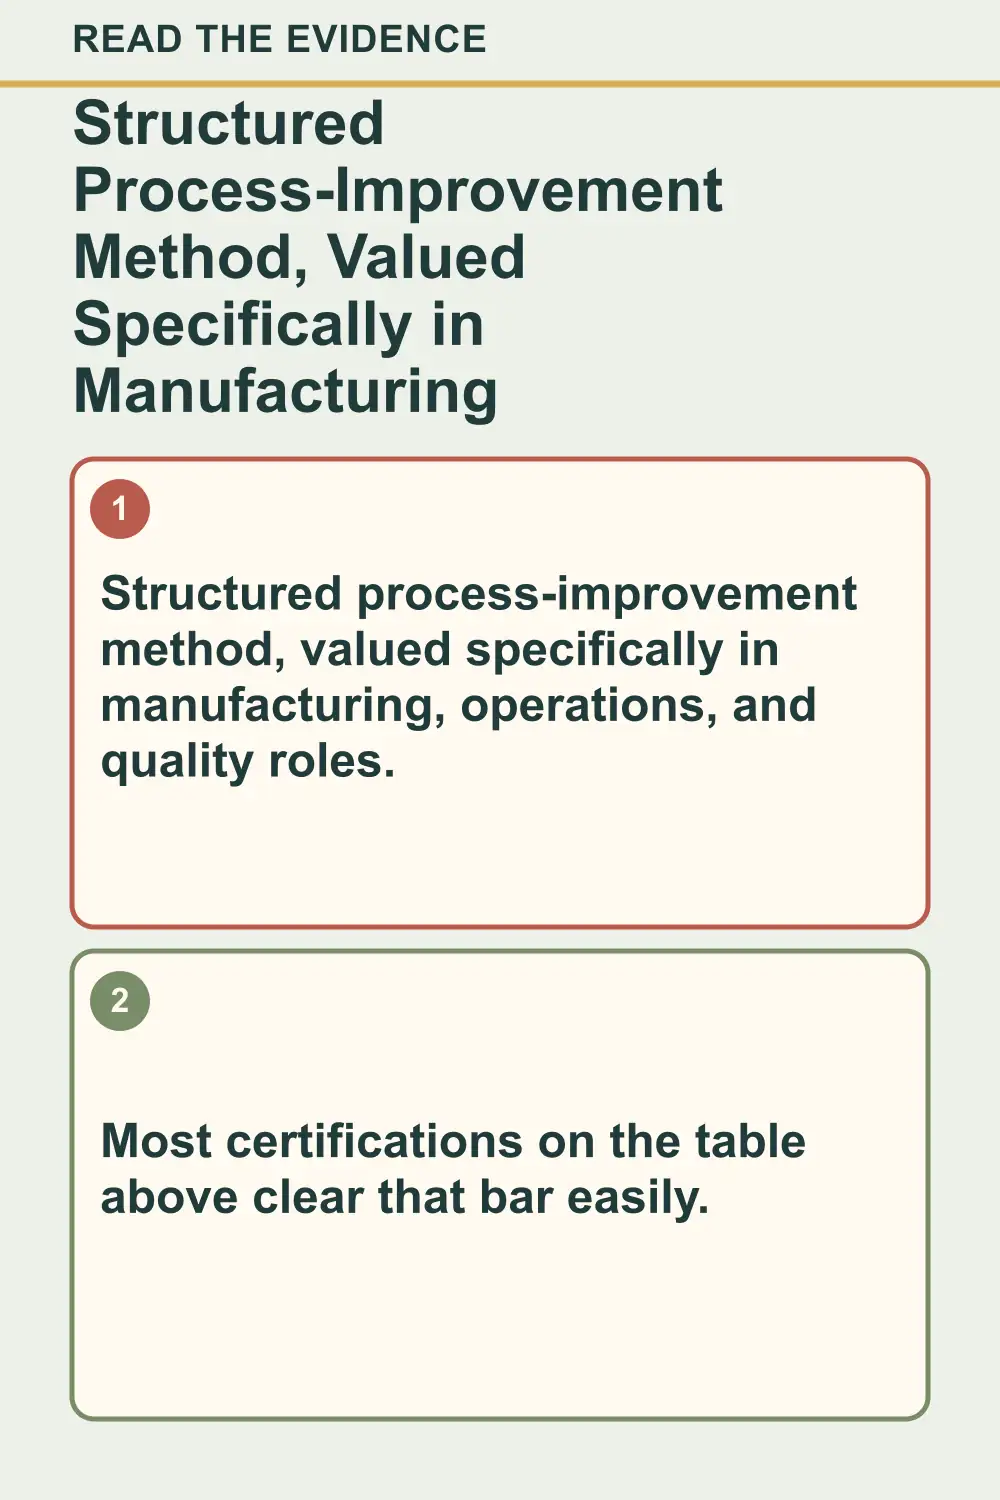 READ THE EVIDENCE
Structured
Process-Improvement
Method, Valued
Specifically in
Manufacturing
1
Structured process-improvement
method, valued specifically in
manufacturing, operations, and
quality roles.
2
Most certifications on the table
above clear that bar easily.